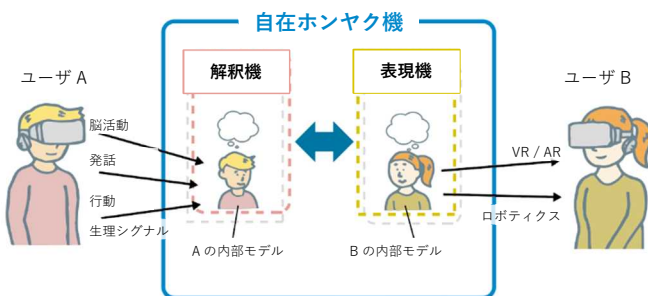 自在ホンヤク機
解釈機
表現機
ユーザ A
ユーザ B
脳活動
発話
行動
生理シグナル
VR / AR
ロボティクス
A の内部モデル
B の内部モデル